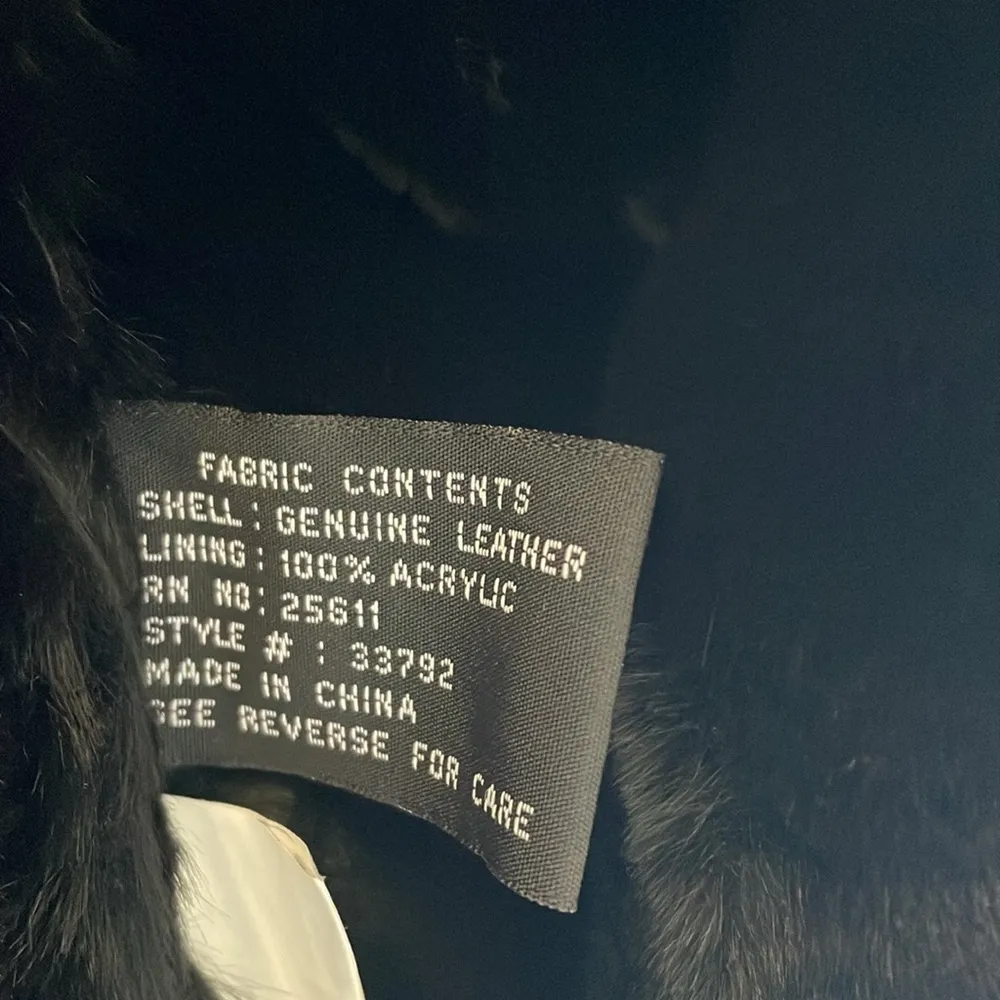 FABRIC CONTENTS
SHELL: GENUINE LEATHER
LINING: 100% ACRYLIC
RN NO: 25611
STYLE # : 33792
MADE IN CHINA
SEE REVERSE FOR CARE